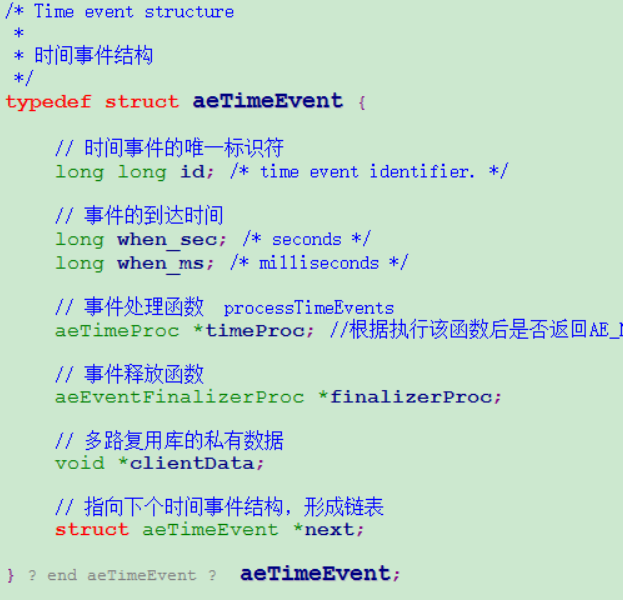 /* Time event structure
*
* 时间事件结构
*/
typedef struct aeTimeEvent {
// 时间事件的唯一标识符
long long id; /* time event identifier. */
// 事件的到达时间
long when_sec; /* seconds */
long when_ms; /* milliseconds */
// 事件处理函数 processTimeEvents
aeTimeProc *timeProc; //根据执行该函数后是否返回AE_N
// 事件释放函数
aeEventFinalizerProc *finalizerProc;
// 多路复用库的私有数据
void *clientData;
// 指向下个时间事件结构，形成链表
struct aeTimeEvent *next;
} ? end aeTimeEvent ? aeTimeEvent;